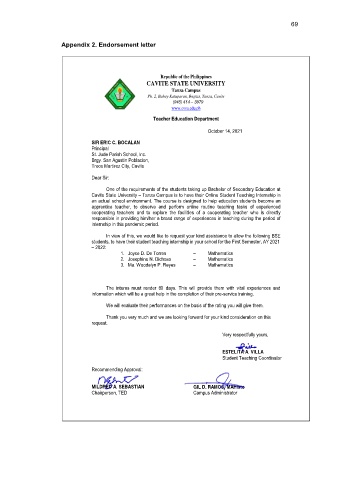 69
Appendix 2. Endorsement letter
Republic of the Philippines
CAVITE STATE UNIVERSITY
Tanza Campus
(046) 414 – 3979
www.cvsu.edu.ph
Teacher Education Department
October 14, 2021
SIR ERIC C. BOCALAN
Principal
St. Jude Parish School, Inc.
Brgy. San Agustin Poblacion,
Trece Martirez City, Cavite
Dear Sir:
One of the requirements of the students taking up Bachelor of Secondary Education at
Cavite State University – Tanza Campus is to have their Online Student Teaching Internship in
an actual school environment. The course is designed to help education students become an
apprentice teacher, to observe and perform online routine teaching tasks of experienced
cooperating teachers and to explore the facilities of a cooperating teacher who is directly
responsible in providing him/her a broad range of experiences in teaching during the period of
internship in this pandemic period.
In view of this, we would like to request your kind assistance to allow the following BSE
students, to have their student teaching internship in your school for the First Semester, AY 2021
– 2022:
1. Joyce D. De Torres – Mathematics
2. Josephine N. – Mathematics
3. Ma. Woodelyn P. Reyes – Mathematics
The interns must render 60 days. This will provide them with vital experiences and
information which will be a great help in the completion of their pre-service training.
We will evaluate their performances on the basis of the rating you will give them.
Thank you very much and we are looking forward for your kind consideration on this
request.
Very respectfully yours,
ESTELITA A. VILLA
Student Teaching Coordinator
Recommending Approval:
MILDRED A. SEBASTIAN GIL D. RAMOS,
Chairperson, TED Campus Administrator